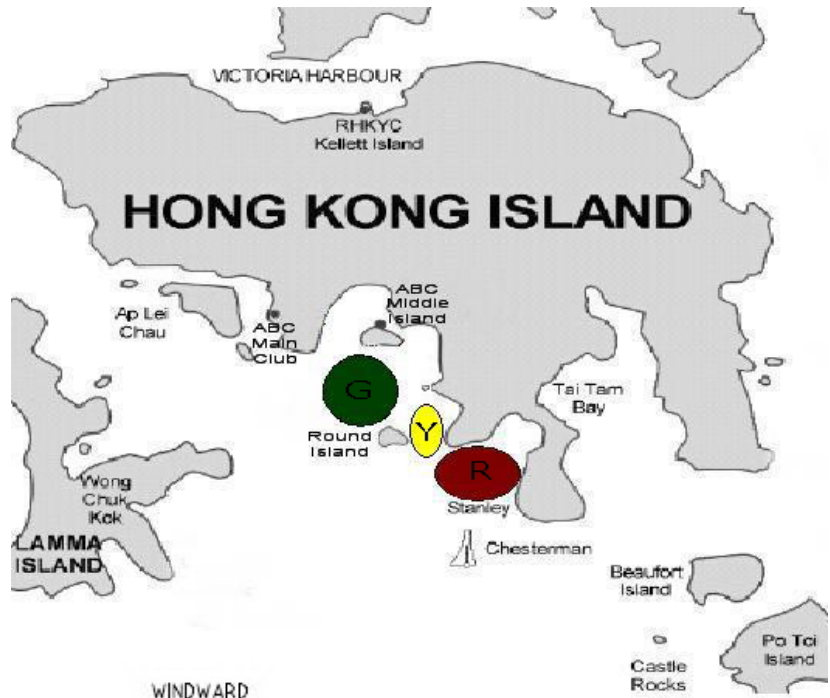 VICTORIA HARBOUR
RHKYC
Kellett Island
HONG KONG ISLAND
ABC
Middle
Island
Ap Lei
Chau
ABC
Main
Club
G
Tai Tam
Bay
Y
Round
Island
R
Stanley
Wong
Chuk
Kok
LAMMA
ISLAND
Chesterman
Beaufort
Island
Po Toi
Island
Castle
Rocks
WINDWARD